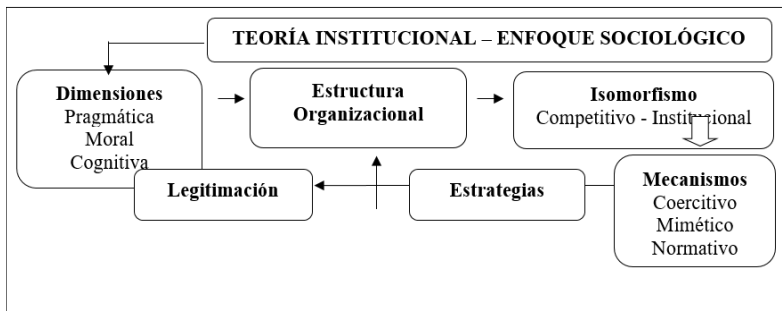 TEORÍA INSTITUCIONAL – ENFOQUE SOCIOLÓGICO
Dimensiones
Pragmática
Moral
Cognitiva
Estructura
Organizacional
Isomorfismo
Competitivo - Institucional
Legitimación
Estrategias
Mecanismos
Coercitivo
Mimético
Normativo